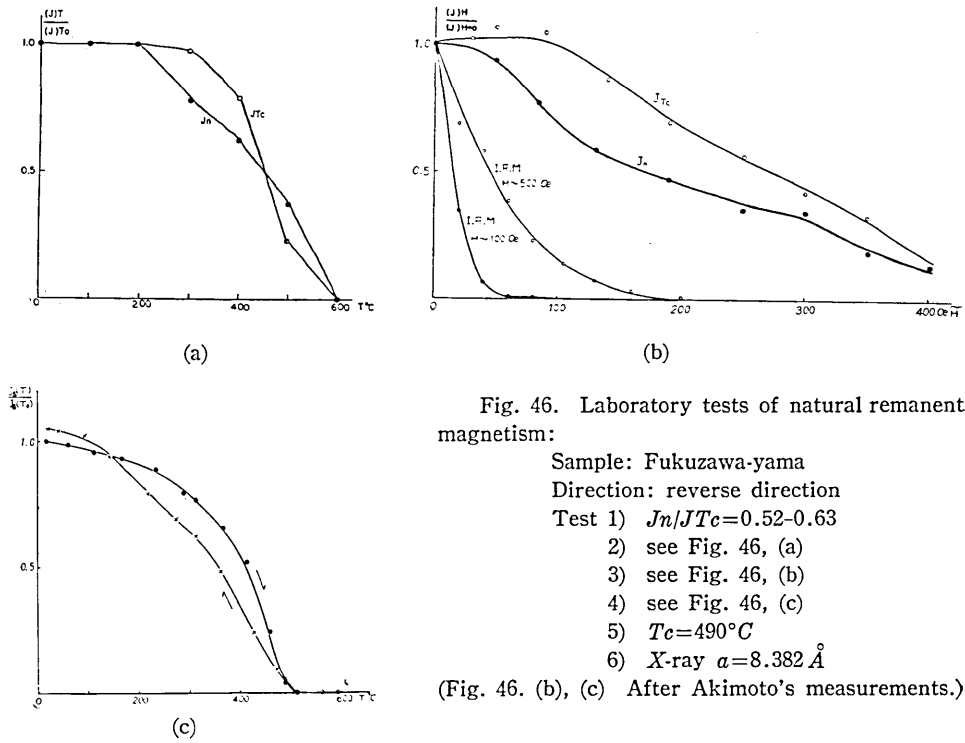 (J)T
(J)To
1.0
0.5
Jn
JTc
0
200
400
600 T°C
(a)
(J)H
(J)H=0
1.0
0.5
JTc
Jn
I.R.M
H~500 Oe
I.R.M
H~100 Oe
0
100
200
300
400 Oe H
(b)
1.0
0.5
0
200
400
600 T°C
(c)
Fig. 46. Laboratory tests of natural remanent
magnetism:
Sample: Fukuzawa-yama
Direction: reverse direction
Test 1) Jn/JTc=0.52-0.63
2) see Fig. 46, (a)
3) see Fig. 46, (b)
4) see Fig. 46, (c)
5) Tc=490°C
6) X-ray a=8.382 Å
(Fig. 46. (b), (c) After Akimoto's measurements.)